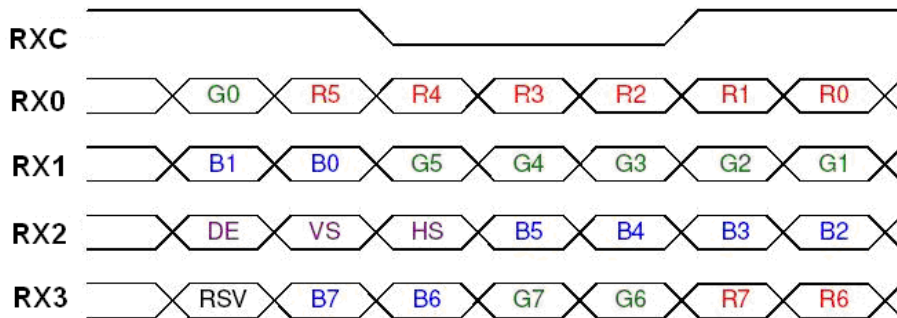 RXC
RX0 G0 R5 R4 R3 R2 R1 R0
RX1 B1 B0 G5 G4 G3 G2 G1
RX2 DE VS HS B5 B4 B3 B2
RX3 RSV B7 B6 G7 G6 R7 R6